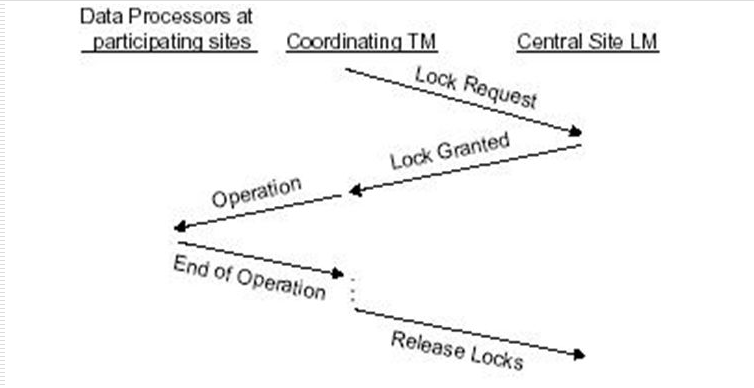 Data Processors at
participating sites
Coordinating TM
Central Site LM
Lock Request
Lock Granted
Operation
End of Operation
Release Locks